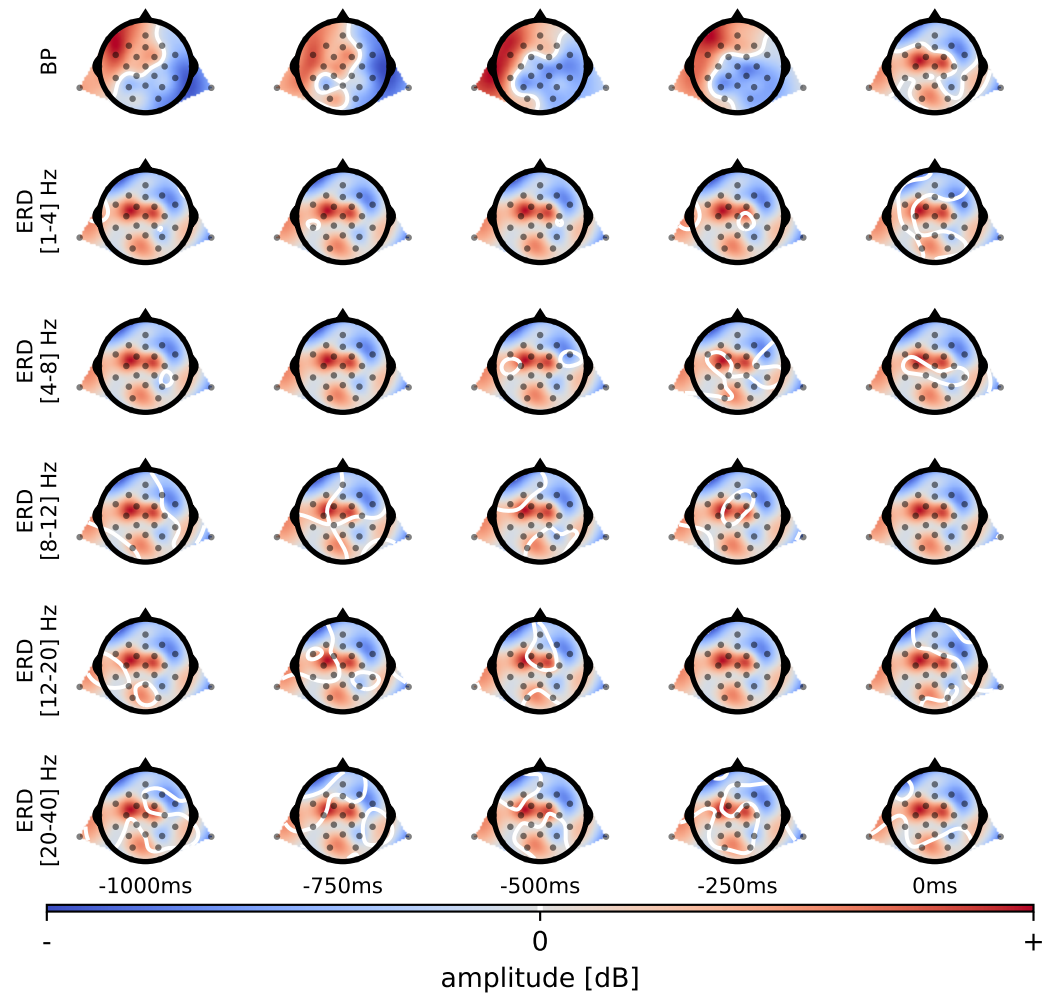 BP
ERD
[1-4] Hz
ERD
[4-8] Hz
ERD
[8-12] Hz
ERD
[12-20] Hz
ERD
[20-40] Hz
-1000ms -750ms -500ms -250ms 0ms
- 0 +
amplitude [dB]